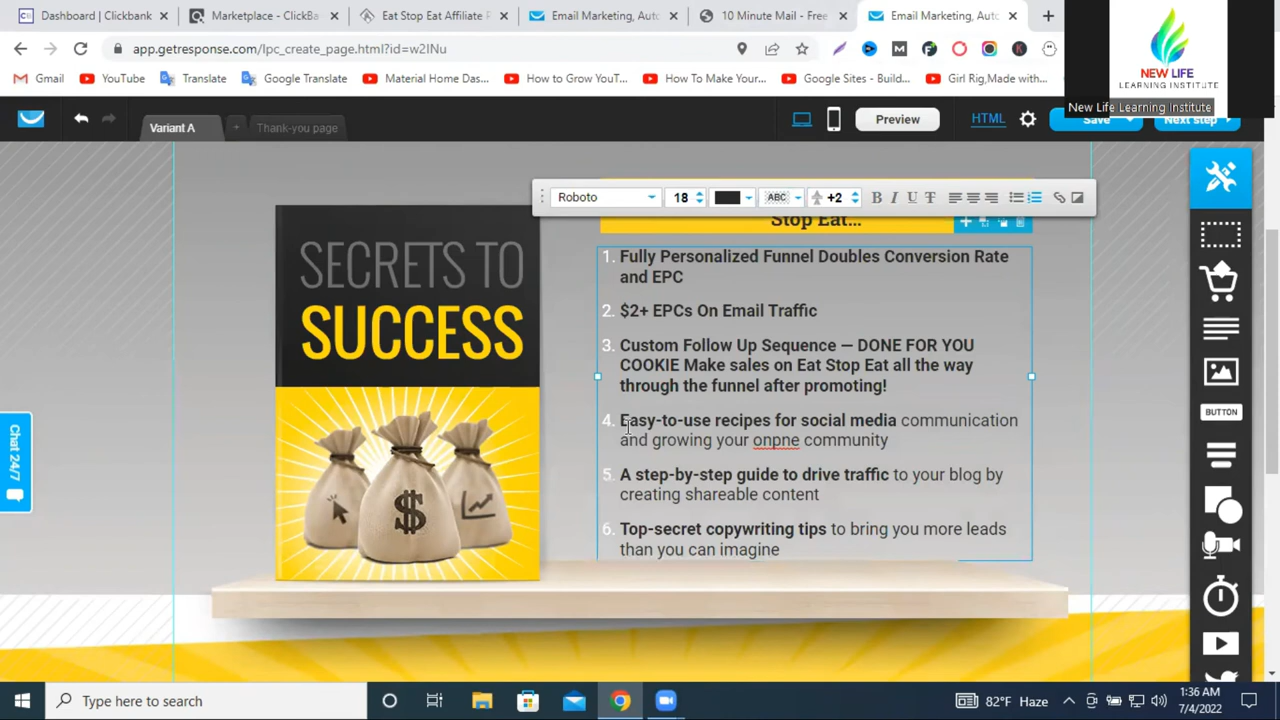 Dashboard | Clickbank
Marketplace - ClickBa
Eat Stop Eat Affiliate P
Email Marketing, Auto
10 Minute Mail - Free
Email Marketing, Auto
app.getresponse.com/lpc_create_page.html?id=w2INu
Gmail
YouTube
Translate
Google Translate
Material Home Das...
How to Grow YouT...
How To Make Your...
Google Sites - Build...
Girl Rig,Made with...
NEW LIFE
LEARNING INSTITUTE
New Life Learning Institute
Variant A
Thank-you page
Preview
HTML
Save
Next step
Roboto
18
ABC
+2
B I U T
Stop Eat...
SECRETS TO
SUCCESS
$
1. Fully Personalized Funnel Doubles Conversion Rate
and EPC
2. $2+ EPCs On Email Traffic
3. Custom Follow Up Sequence — DONE FOR YOU
COOKIE Make sales on Eat Stop Eat all the way
through the funnel after promoting!
4. Easy-to-use recipes for social media communication
and growing your onpne community
5. A step-by-step guide to drive traffic to your blog by
creating shareable content
6. Top-secret copywriting tips to bring you more leads
than you can imagine
BUTTON
Chat 24/7
Type here to search
82°F Haze
1:36 AM
7/4/2022